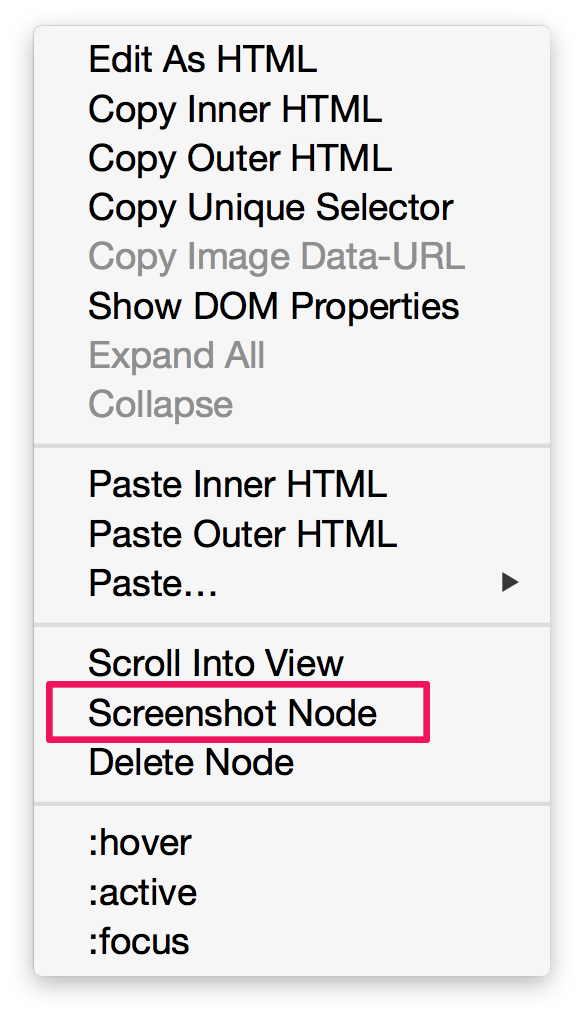 Edit As HTML
Copy Inner HTML
Copy Outer HTML
Copy Unique Selector
Copy Image Data-URL
Show DOM Properties
Expand All
Collapse
Paste Inner HTML
Paste Outer HTML
Paste…
Scroll Into View
Screenshot Node
Delete Node
:hover
:active
:focus